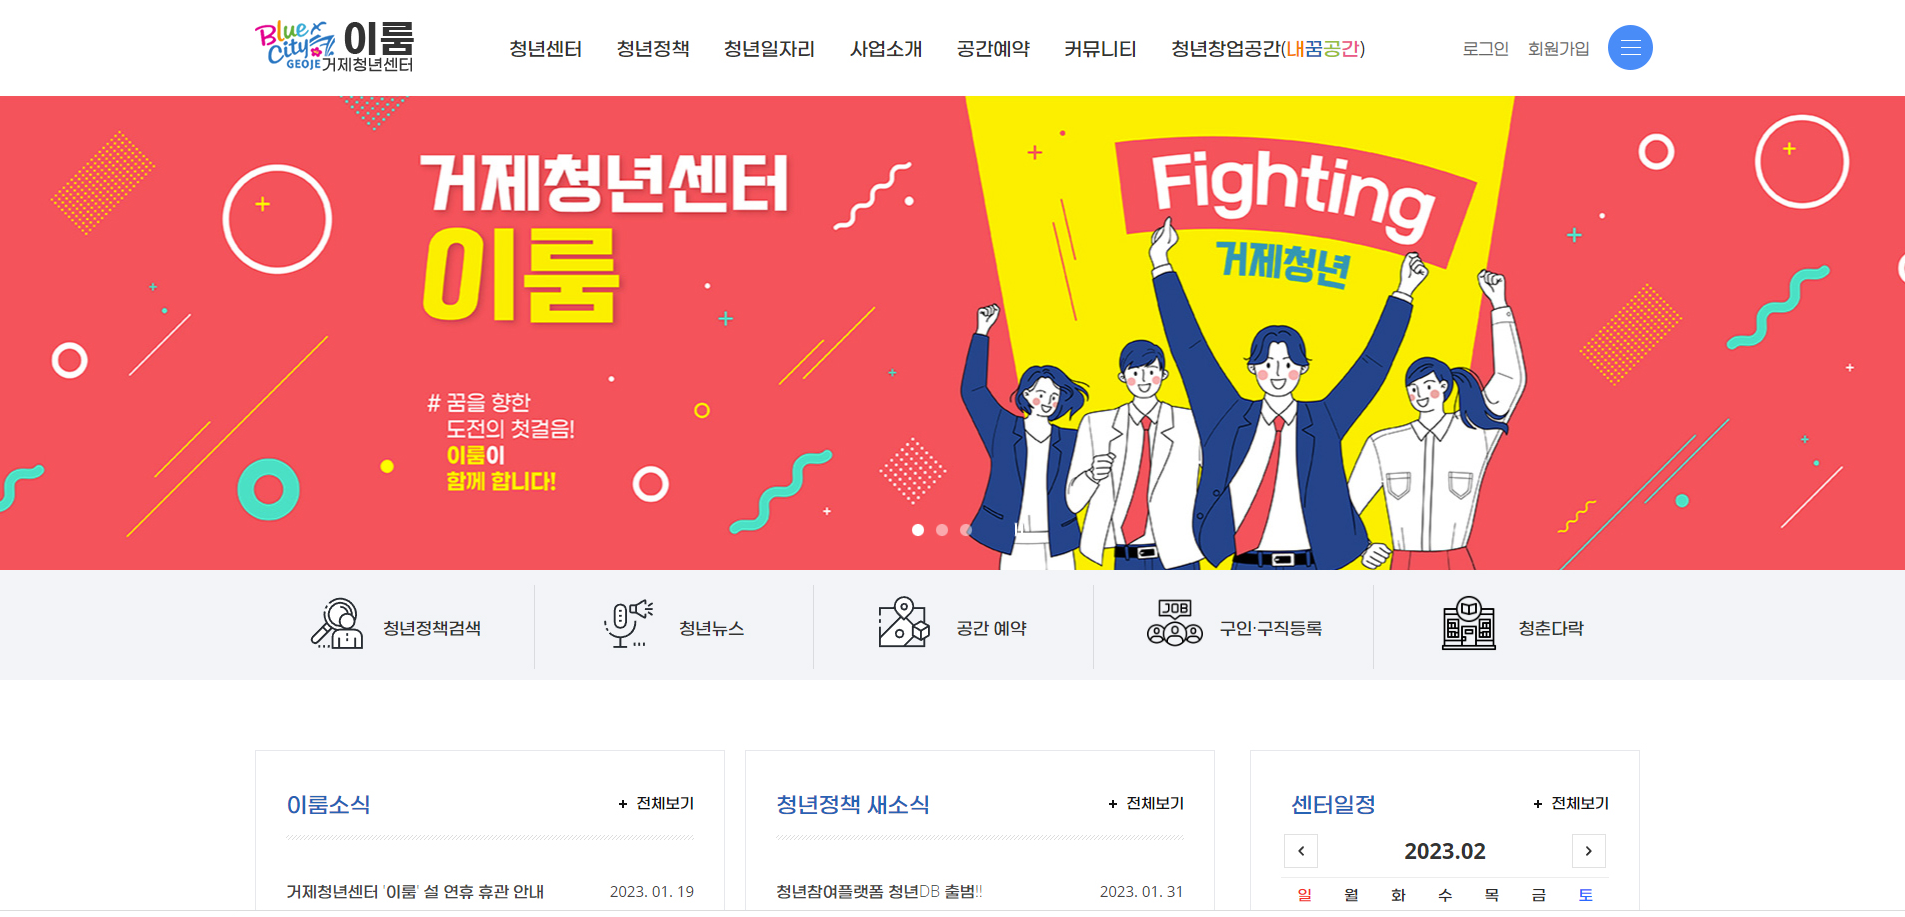 Blue City GEOJE
이룸
거제청년센터
청년센터 청년정책 청년일자리 사업소개 공간예약 커뮤니티 청년창업공간(내꿈공간)
로그인 회원가입
거제청년센터
이룸
# 꿈을 향한
도전의 첫걸음!
이룸이
함께 합니다!
Fighting
거제청년
청년정책검색
청년뉴스
공간 예약
JOB
구인·구직등록
청춘다락
이룸소식 + 전체보기
거제청년센터 '이룸' 설 연휴 휴관 안내 2023. 01. 19
청년정책 새소식 + 전체보기
청년참여플랫폼 청년DB 출범!! 2023. 01. 31
센터일정 + 전체보기
< 2023.02 >
일 월 화 수 목 금 토